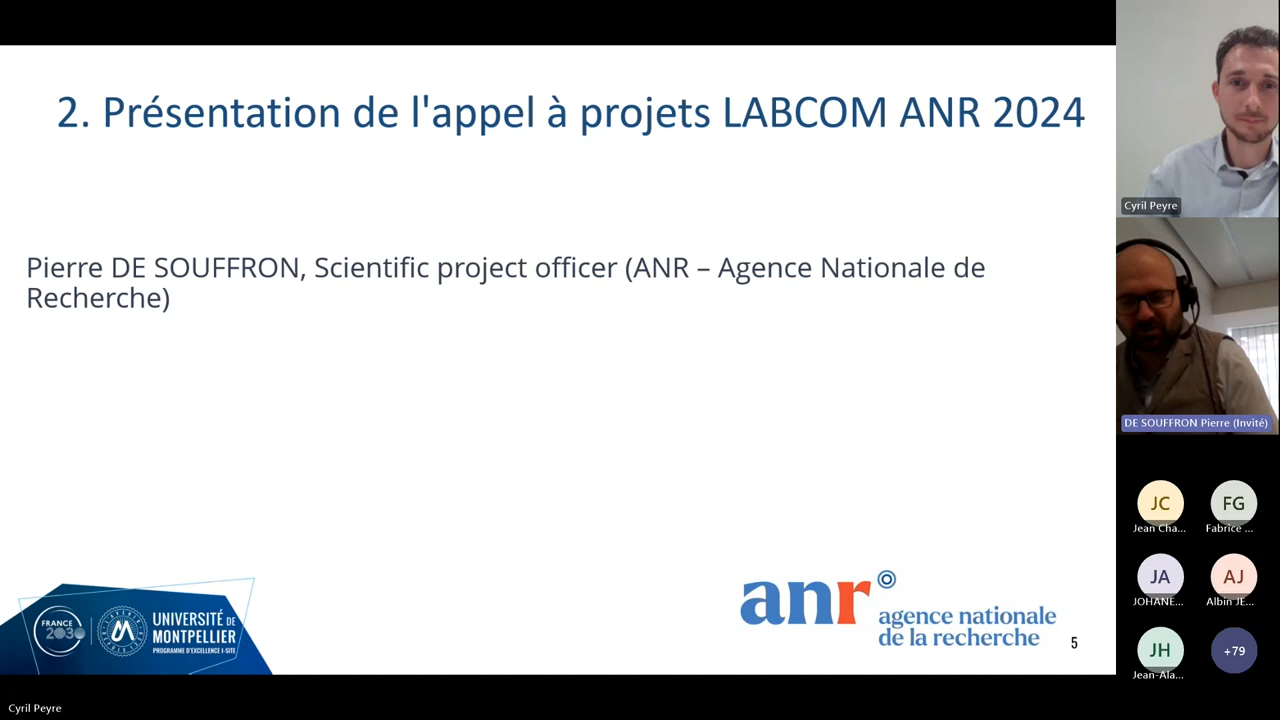 2. Présentation de l'appel à projets LABCOM ANR 2024
Pierre DE SOUFFRON, Scientific project officer (ANR – Agence Nationale de
Recherche)
FRANCE
2030
UNIVERSITÉ DE
MONTPELLIER
PROGRAMME D'EXCELLENCE I-SITE
anr
agence nationale
de la recherche
5
Cyril Peyre
DE SOUFFRON Pierre (Invité)
JC
FG
Jean Cha...
Fabrice ...
JA
AJ
JOHANE...
Albin JE...
JH
+79
Jean-Ala...
Cyril Peyre